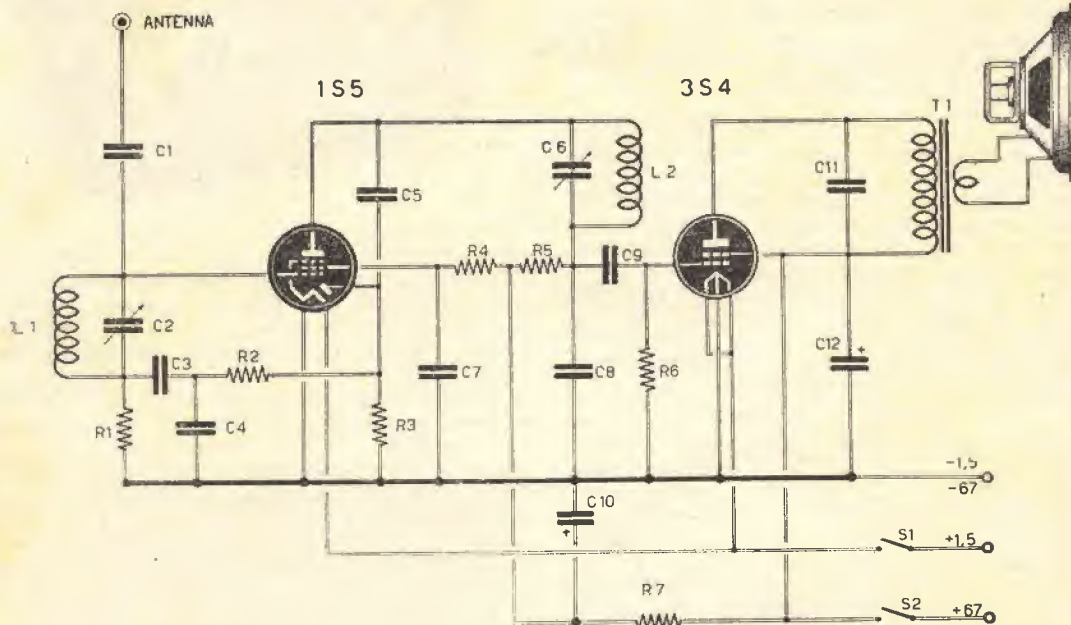 ANTENNA
1S5
3S4
T1
C1
C6
L2
C11
C5
R4
R5
C9
L1
C2
C3
R2
C7
C8
R6
C12
+
R1
C4
R3
-1,5
-67
C10
+
S1
+1,5
R7
S2
+67